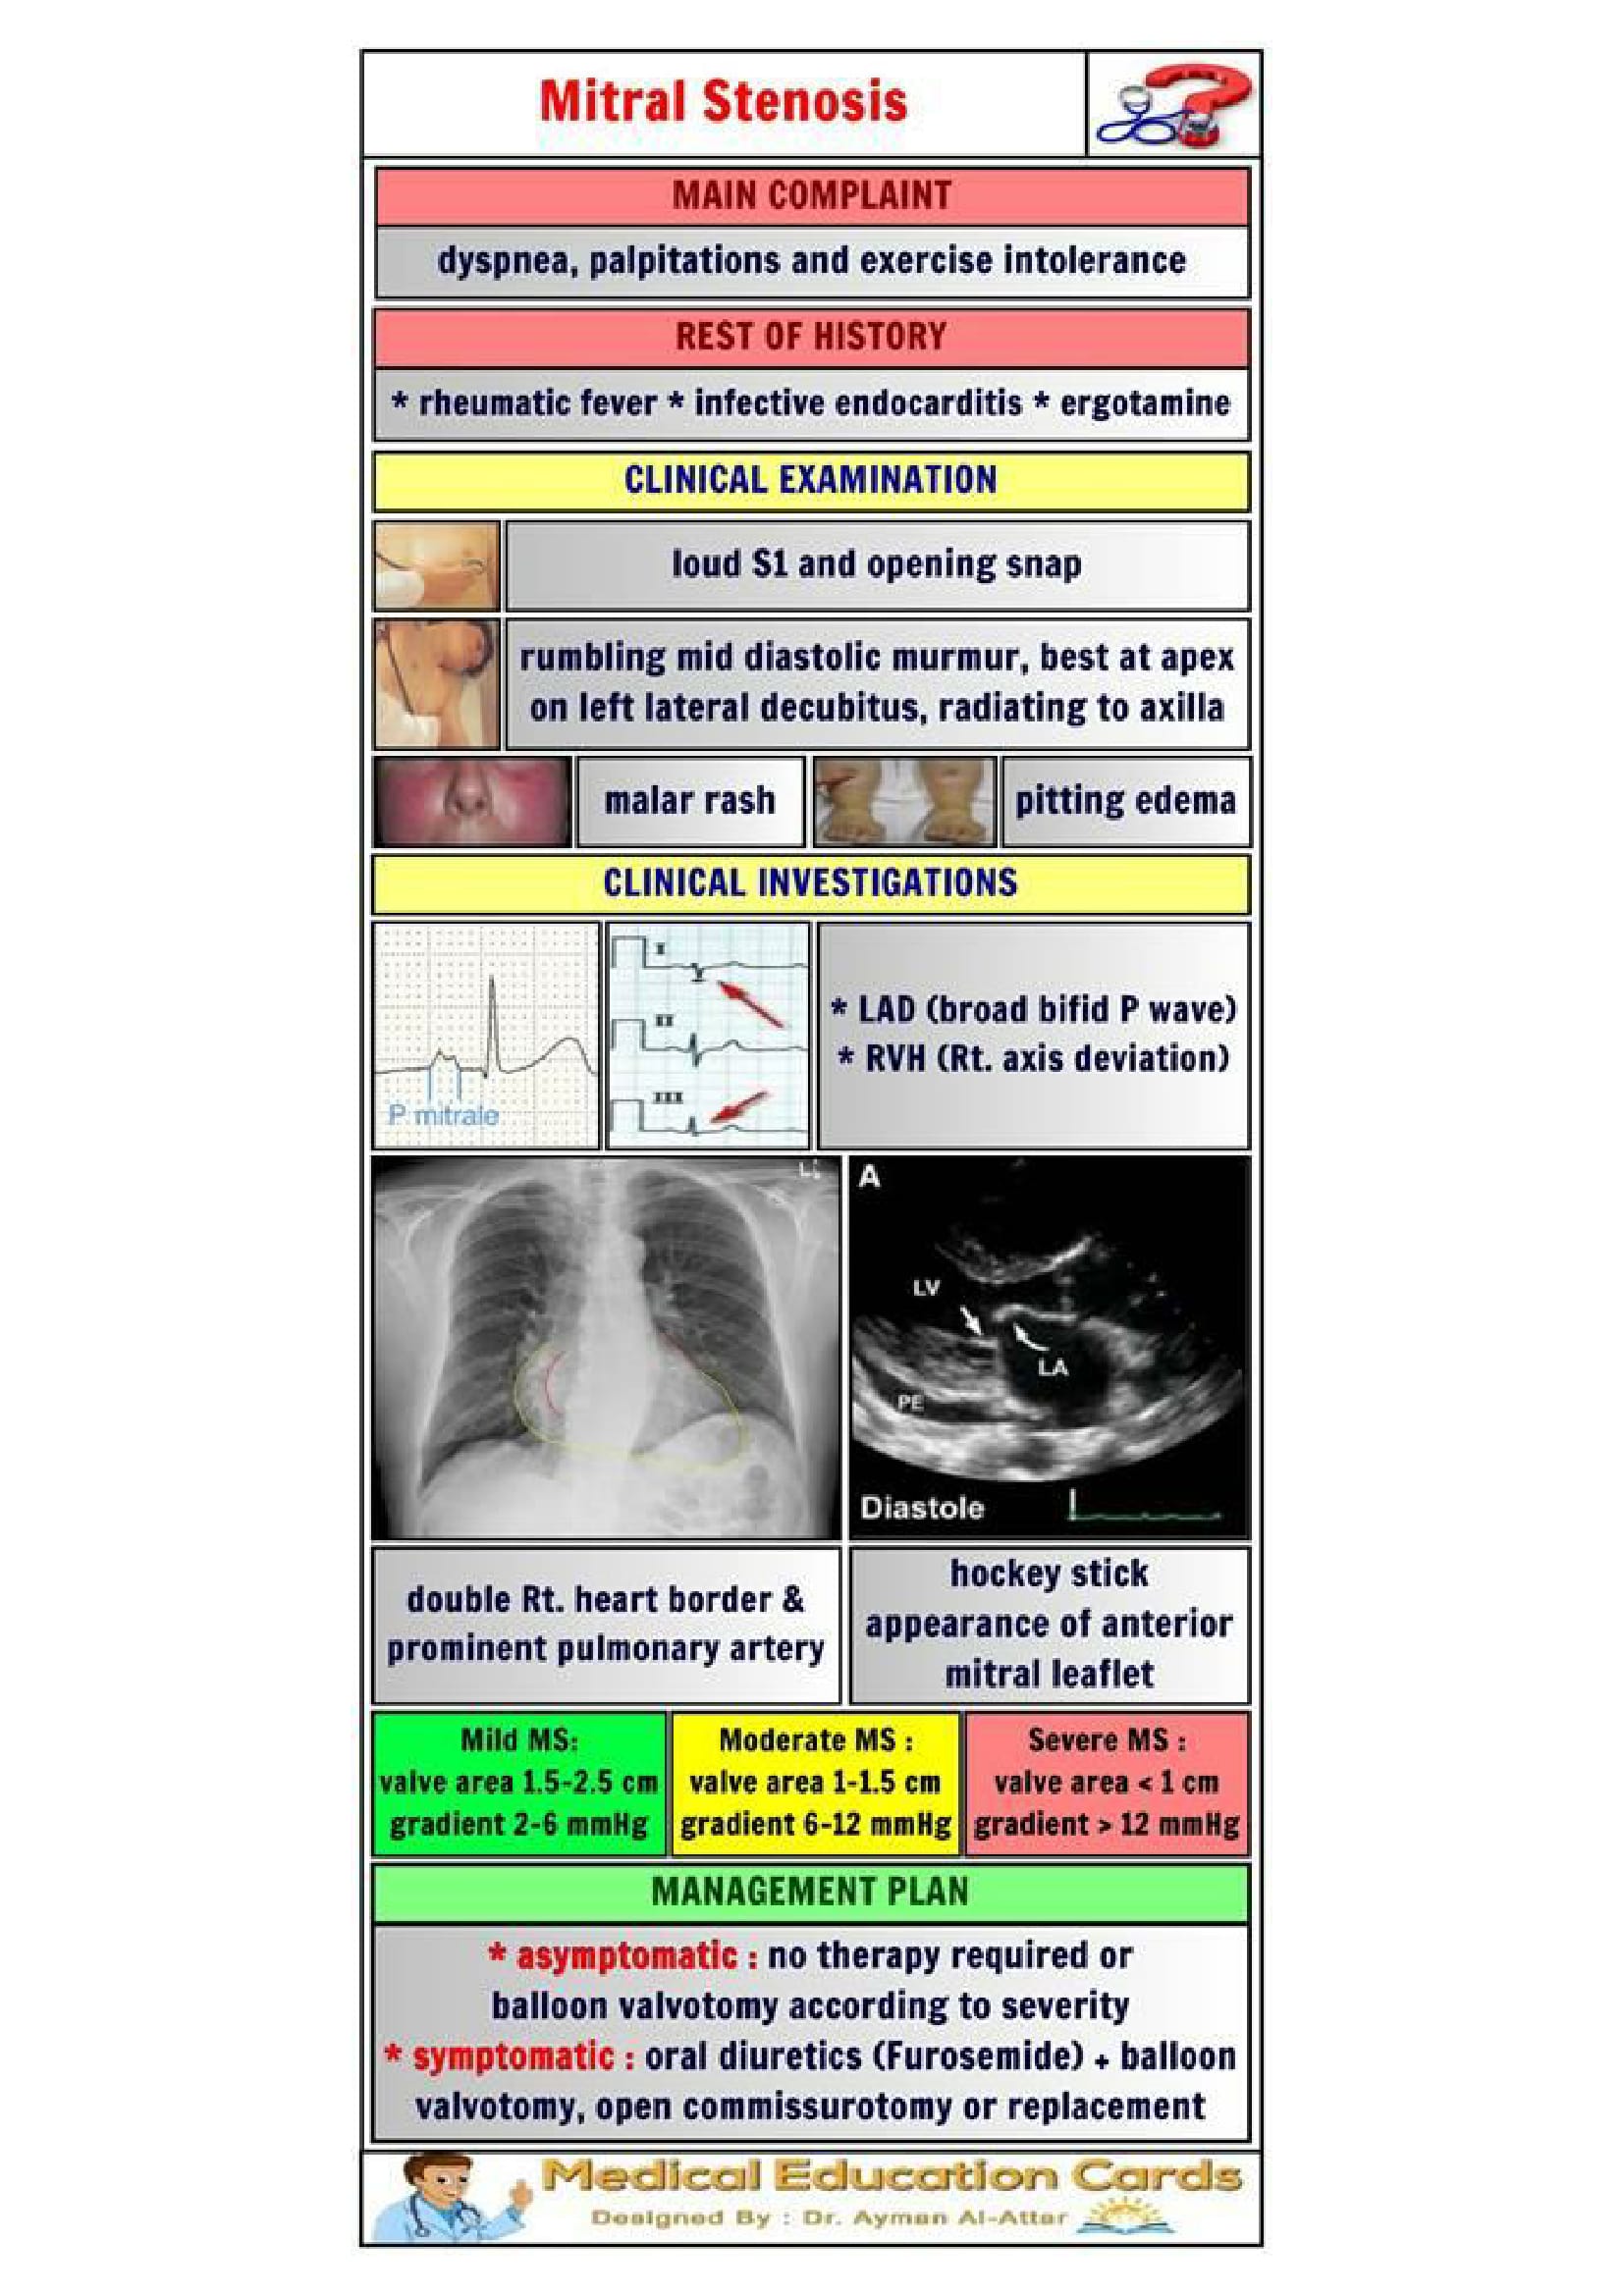 Mitral Stenosis
MAIN COMPLAINT
dyspnea, palpitations and exercise intolerance
REST OF HISTORY
* rheumatic fever * infective endocarditis * ergotamine
CLINICAL EXAMINATION
loud S1 and opening snap
rumbling mid diastolic murmur, best at apex
on left lateral decubitus, radiating to axilla
malar rash
pitting edema
CLINICAL INVESTIGATIONS
P mitrale
I
II
III
* LAD (broad bifid P wave)
* RVH (Rt. axis deviation)
A
LV
LA
PE
Diastole
double Rt. heart border &
prominent pulmonary artery
hockey stick
appearance of anterior
mitral leaflet
Mild MS:
valve area 1.5-2.5 cm
gradient 2-6 mmHg
Moderate MS :
valve area 1-1.5 cm
gradient 6-12 mmHg
Severe MS :
valve area < 1 cm
gradient > 12 mmHg
MANAGEMENT PLAN
* asymptomatic : no therapy required or
balloon valvotomy according to severity
* symptomatic : oral diuretics (Furosemide) + balloon
valvotomy, open commissurotomy or replacement
Medical Education Cards
Designed By : Dr. Ayman Al-Attar